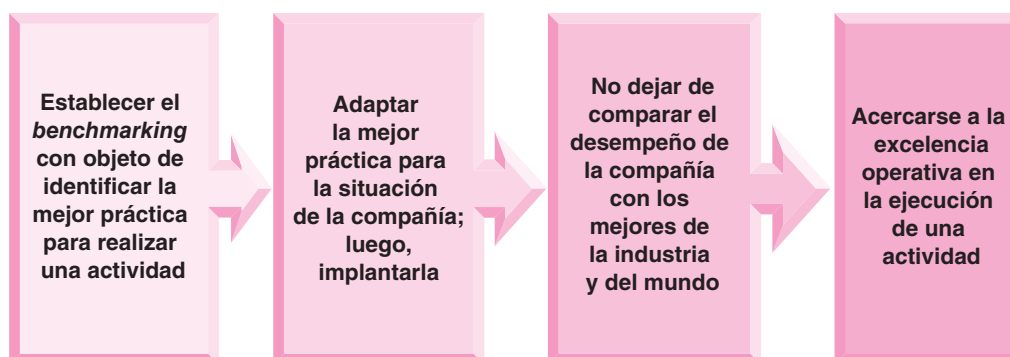 Establecer el
benchmarking
con objeto de
identificar la
mejor práctica
para realizar
una actividad
Adaptar
la mejor
práctica para
la situación
de la compañía;
luego,
implantarla
No dejar de
comparar el
desempeño de
la compañía
con los
mejores de
la industria
y del mundo
Acercarse a la
excelencia
operativa en
la ejecución
de una
actividad